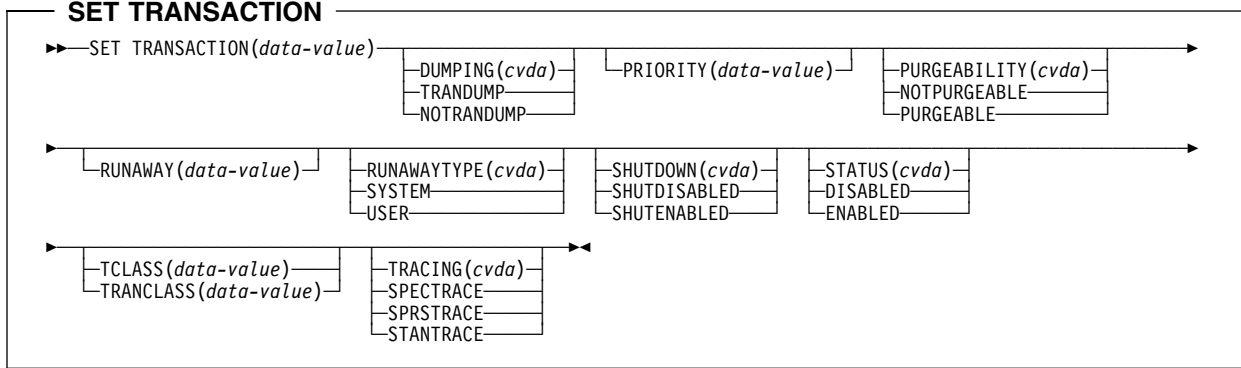 SET TRANSACTION
SET TRANSACTION(data-value)
DUMPING(cvda) PRIORITY(data-value) PURGEABILITY(cvda)
TRANDUMP NOTPURGEABLE
NOTRANDUMP PURGEABLE
RUNAWAY(data-value) RUNAWAYTYPE(cvda) SHUTDOWN(cvda) STATUS(cvda)
SYSTEM SHUTDISABLED DISABLED
USER SHUTENABLED ENABLED
TCLASS(data-value) TRACING(cvda)
TRANCLASS(data-value) SPECTRACE
SPRSTRACE
STANTRACE